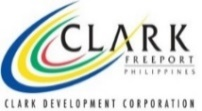 CLARK
FREEPORT
PHILIPPINES
CLARK DEVELOPMENT CORPORATION